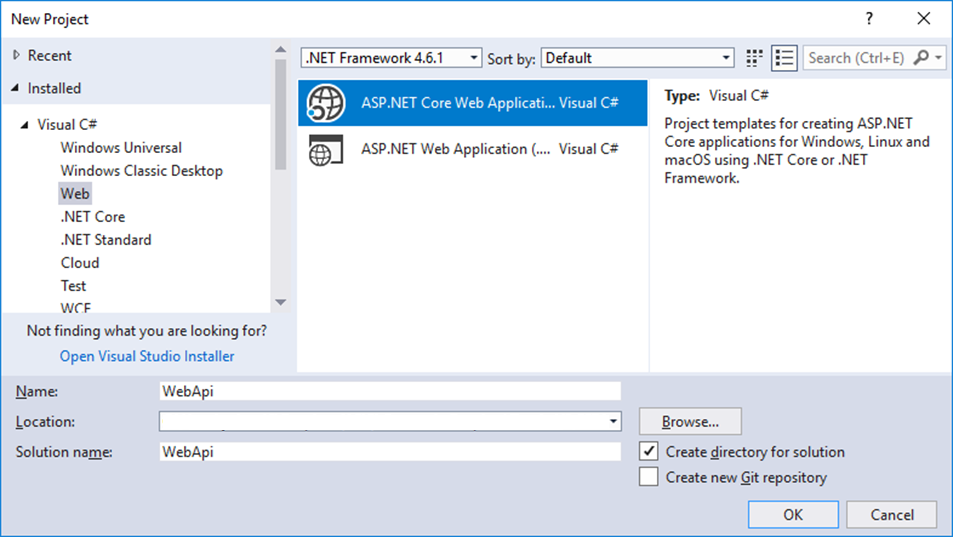 New Project
?
Recent
.NET Framework 4.6.1
Sort by: Default
Search (Ctrl+E)
Installed
Visual C#
Windows Universal
Windows Classic Desktop
Web
.NET Core
.NET Standard
Cloud
Test
WCF
Not finding what you are looking for?
Open Visual Studio Installer
ASP.NET Core Web Applicati... Visual C#
ASP.NET Web Application (.... Visual C#
Type: Visual C#
Project templates for creating ASP.NET
Core applications for Windows, Linux and
macOS using .NET Core or .NET
Framework.
Name: WebApi
Location:
Browse...
Solution name: WebApi
Create directory for solution
Create new Git repository
OK
Cancel